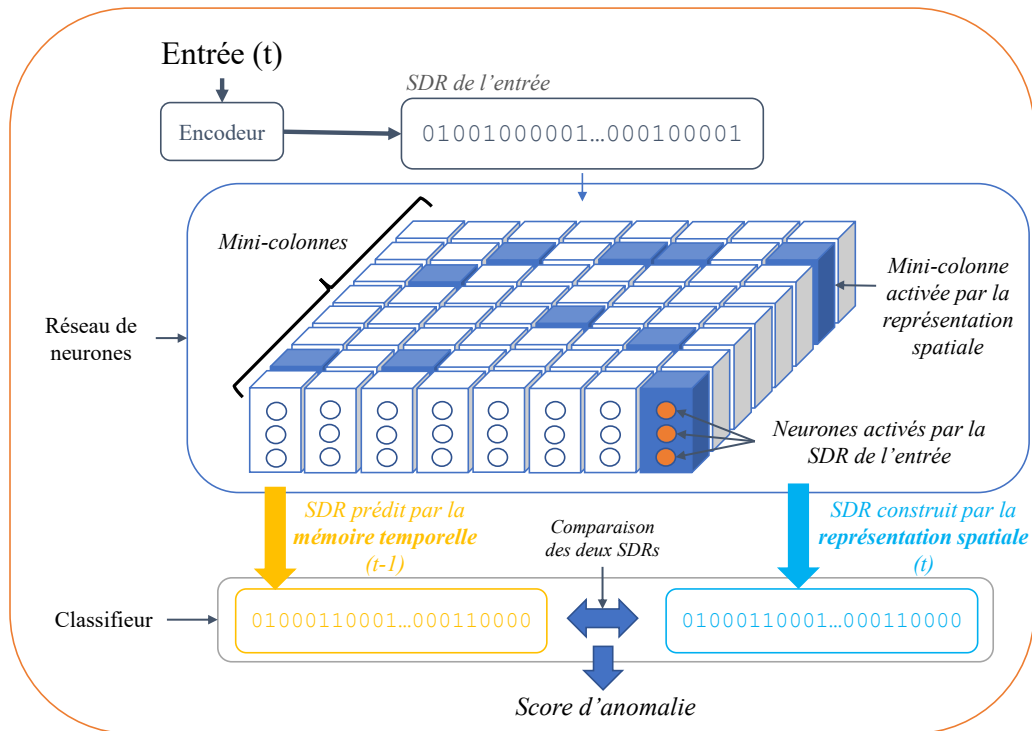 Entrée (t)
SDR de l'entrée
Encodeur
01001000001…000100001
Mini-colonnes
Mini-colonne
activée par la
représentation
spatiale
Réseau de
neurones
Neurones activés par la
SDR de l'entrée
SDR prédit par la
mémoire temporelle
(t-1)
Comparaison
des deux SDRs
SDR construit par la
représentation spatiale
(t)
Classifieur
01000110001…000110000
01000110001…000110000
Score d'anomalie